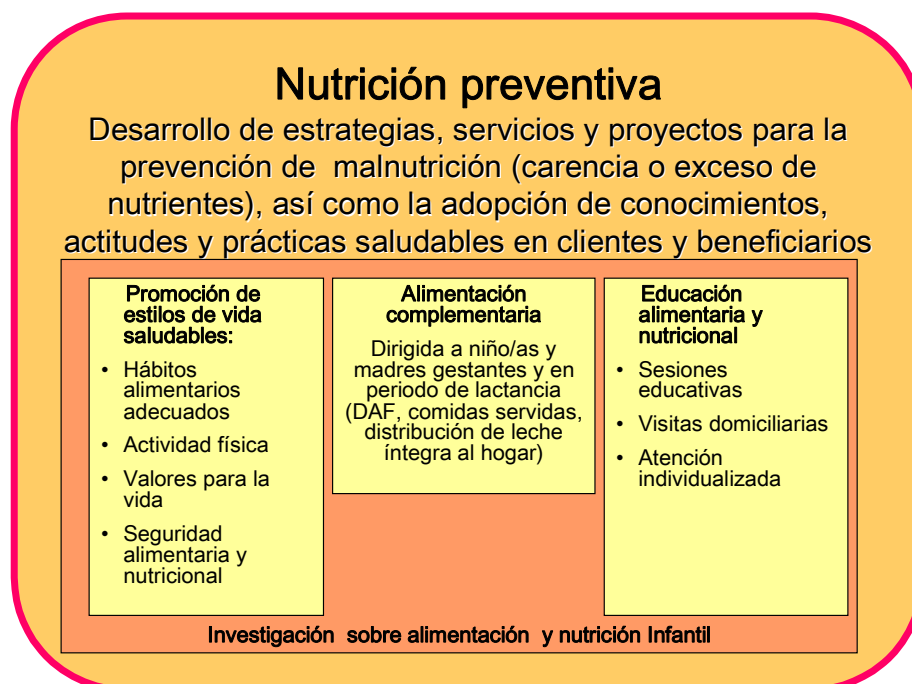 Nutrición preventiva
Desarrollo de estrategias, servicios y proyectos para la
prevención de malnutrición (carencia o exceso de
nutrientes), así como la adopción de conocimientos,
actitudes y prácticas saludables en clientes y beneficiarios
Promoción de
estilos de vida
saludables:
• Hábitos
alimentarios
adecuados
• Actividad física
• Valores para la
vida
• Seguridad
alimentaria y
nutricional
Alimentación
complementaria
Dirigida a niño/as y
madres gestantes y en
periodo de lactancia
(DAF, comidas servidas,
distribución de leche
íntegra al hogar)
Educación
alimentaria y
nutricional
• Sesiones
educativas
• Visitas domiciliarias
• Atención
individualizada
Investigación sobre alimentación y nutrición Infantil